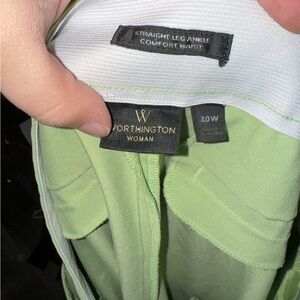 STRAIGHT LEG ANKLE
COMFORT WAIST
W
WORTHINGTON
WOMAN
20W